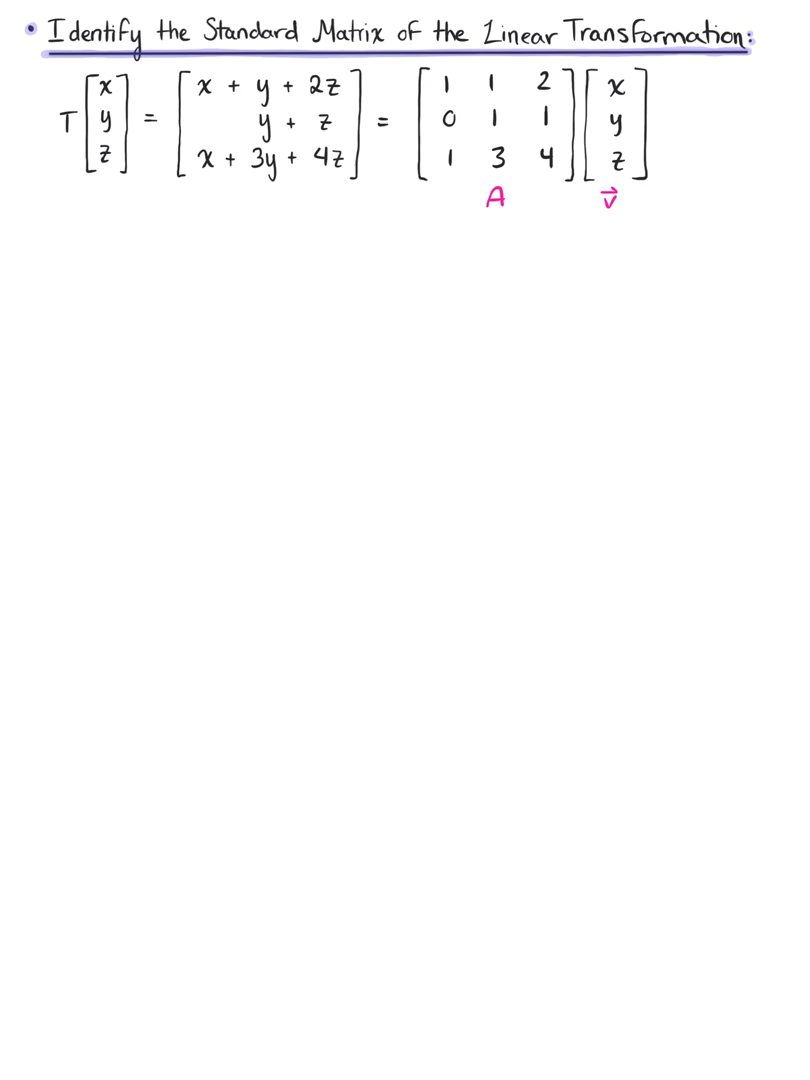 • Identify the Standard Matrix of the Linear Transformation:
T [x y z] = [x + y + 2z, y + z, x + 3y + 4z] = [1 1 2, 0 1 1, 1 3 4] [x y z]
A v⃗